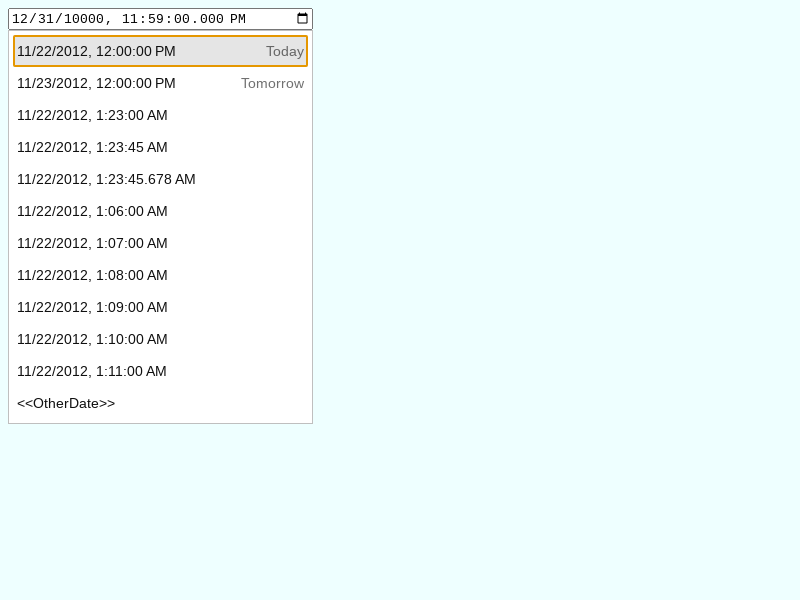 12/31/10000, 11:59:00.000 PM
11/22/2012, 12:00:00 PM Today
11/23/2012, 12:00:00 PM Tomorrow
11/22/2012, 1:23:00 AM
11/22/2012, 1:23:45 AM
11/22/2012, 1:23:45.678 AM
11/22/2012, 1:06:00 AM
11/22/2012, 1:07:00 AM
11/22/2012, 1:08:00 AM
11/22/2012, 1:09:00 AM
11/22/2012, 1:10:00 AM
11/22/2012, 1:11:00 AM
<<OtherDate>>